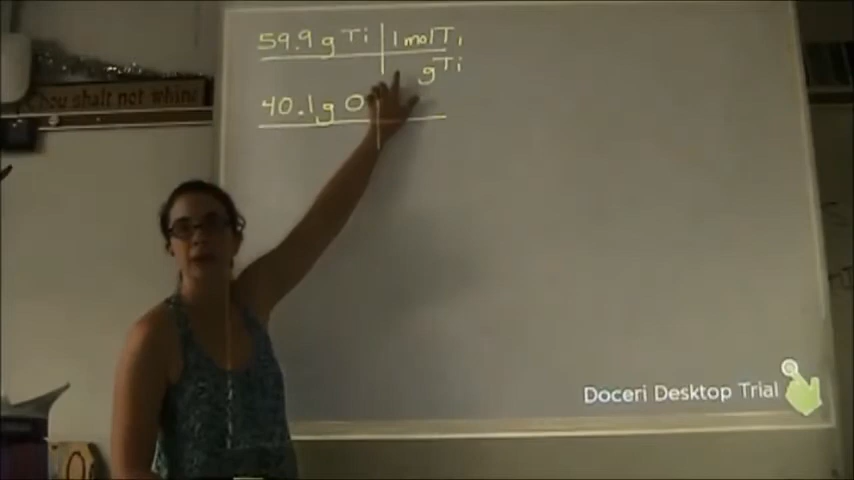 59.9 g Ti 1 mol Ti
g Ti
40.1 g O
Thou shalt not whine
Doceri Desktop Trial